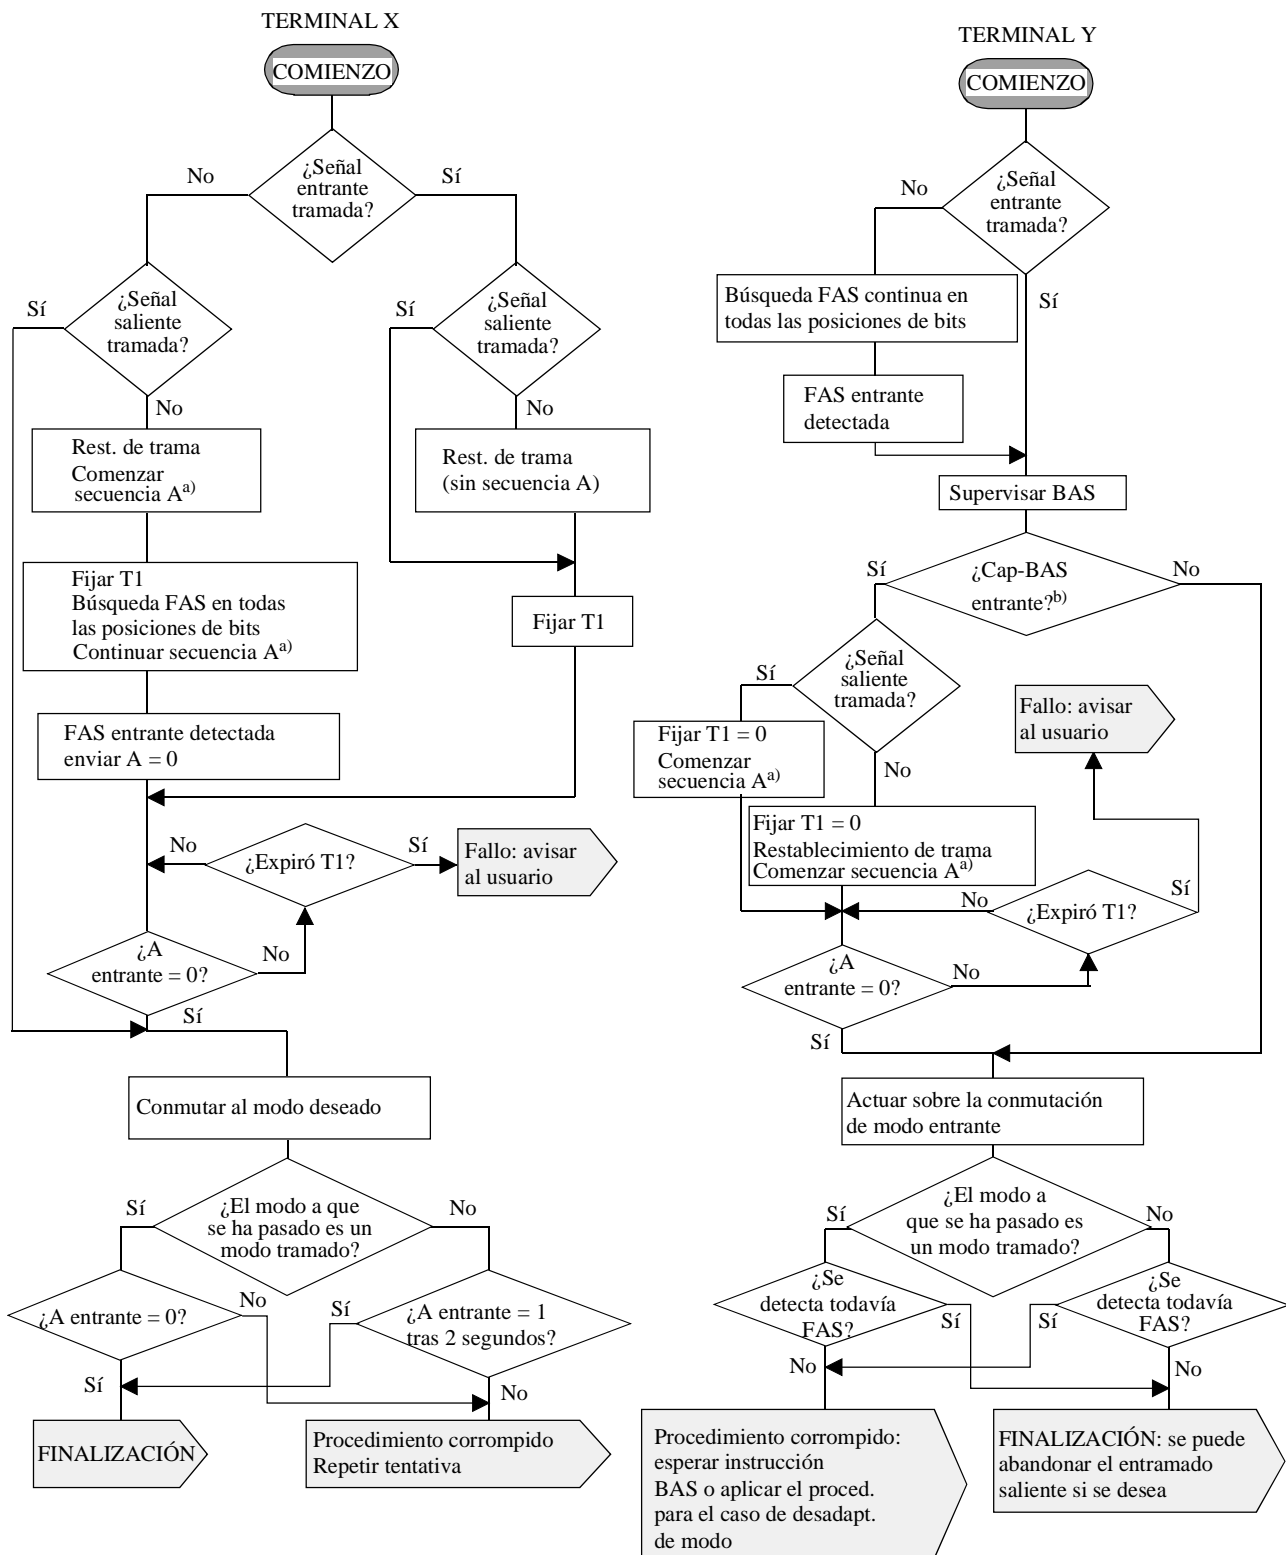 TERMINAL X
COMIENZO
¿Señal
entrante
tramada?
No
Sí
¿Señal
saliente
tramada?
Sí
No
¿Señal
saliente
tramada?
Sí
No
Rest. de trama
Comenzar
secuencia Aa)
Rest. de trama
(sin secuencia A)
Fijar T1
Búsqueda FAS en todas
las posiciones de bits
Continuar secuencia Aa)
Fijar T1
FAS entrante detectada
enviar A = 0
No
¿Expiró T1?
Sí
Fallo: avisar
al usuario
¿A
entrante = 0?
No
Sí
Conmutar al modo deseado
¿El modo a que
se ha pasado es un
modo tramado?
Sí
No
¿A entrante = 0?
No
Sí
¿A entrante = 1
tras 2 segundos?
Sí
No
FINALIZACIÓN
Procedimiento corrompido
Repetir tentativa
TERMINAL Y
COMIENZO
¿Señal
entrante
tramada?
No
Sí
Búsqueda FAS continua en
todas las posiciones de bits
FAS entrante
detectada
Supervisar BAS
¿Cap-BAS
entrante?b)
Sí
No
¿Señal
saliente
tramada?
Sí
No
Fallo: avisar
al usuario
Fijar T1 = 0
Comenzar
secuencia Aa)
Fijar T1 = 0
Restablecimiento de trama
Comenzar secuencia Aa)
No
¿Expiró T1?
Sí
¿A
entrante = 0?
No
Sí
Actuar sobre la conmutación
de modo entrante
¿El modo a
que se ha pasado es
un modo tramado?
Sí
No
¿Se
detecta todavía
FAS?
Sí
No
¿Se
detecta todavía
FAS?
Sí
No
Procedimiento corrompido:
esperar instrucción
BAS o aplicar el proced.
para el caso de desadapt.
de modo
FINALIZACIÓN: se puede
abandonar el entramado
saliente si se desea